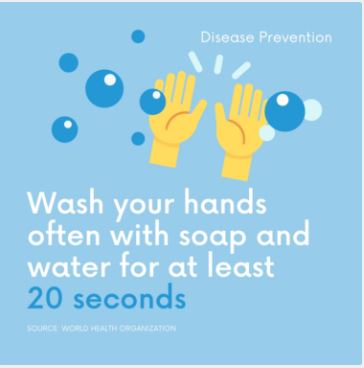 Disease Prevention
Wash your hands
often with soap and
water for at least
20 seconds
SOURCE: WORLD HEALTH ORGANIZATION